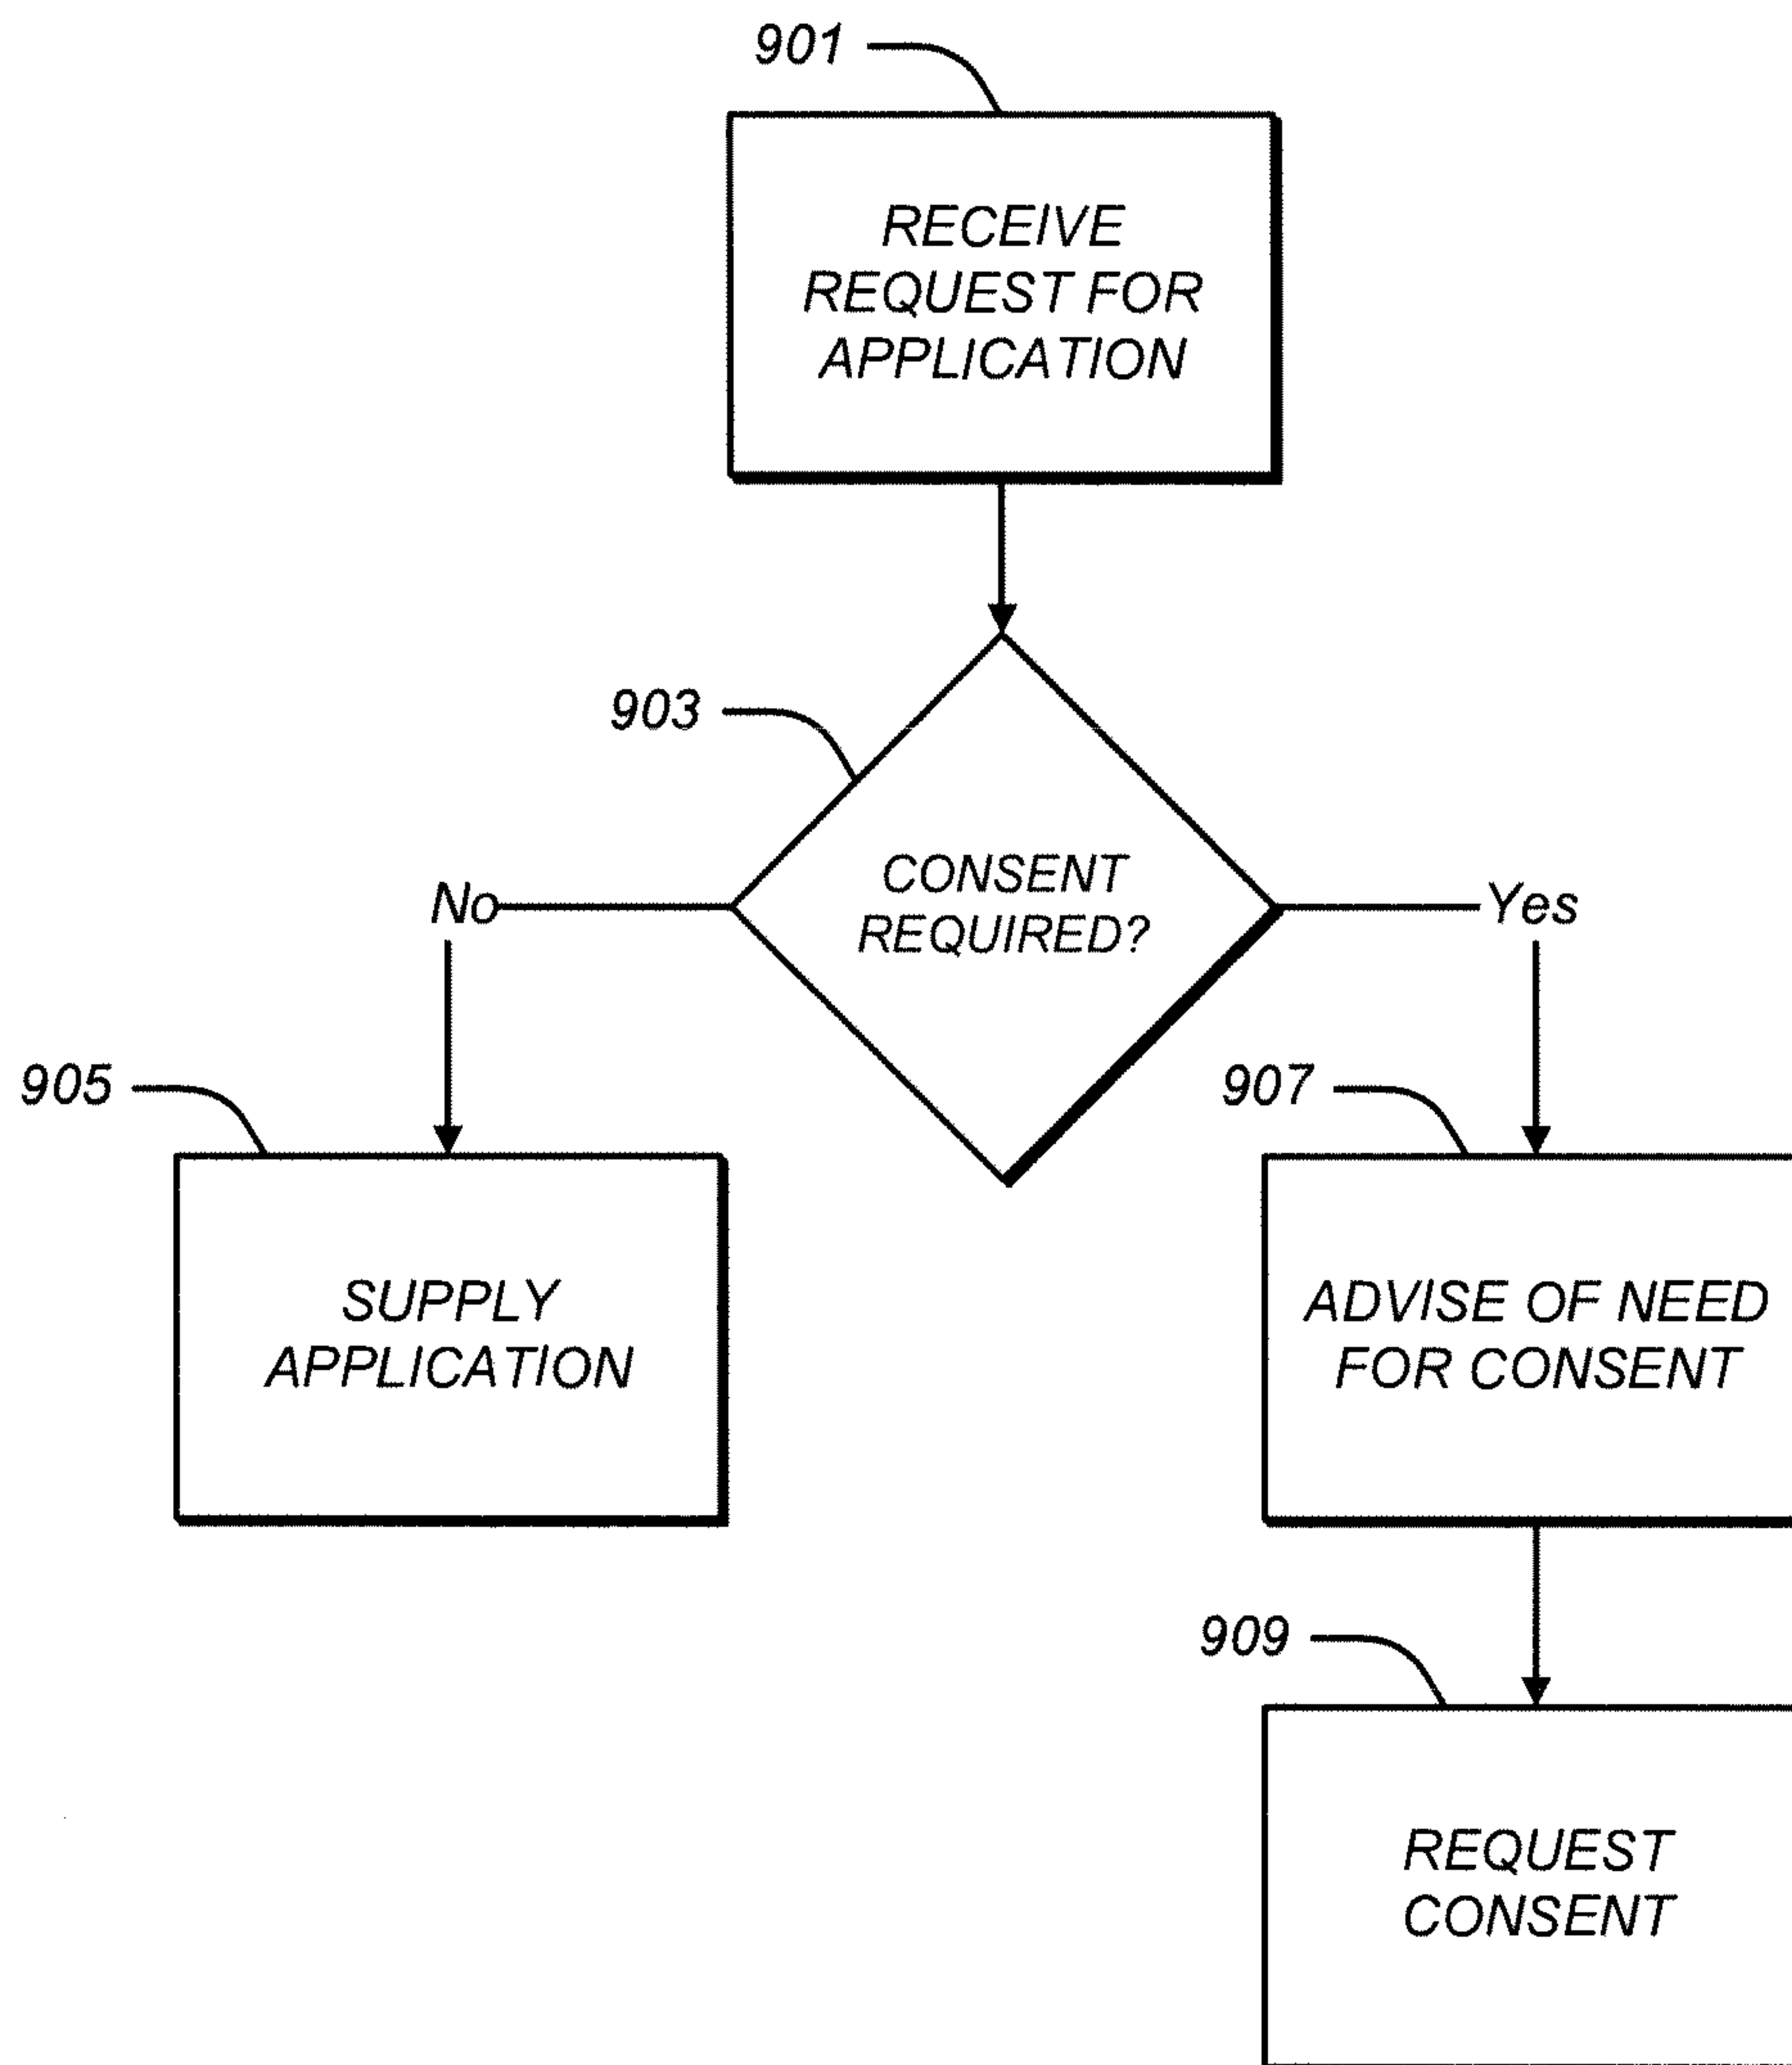 901
RECEIVE
REQUEST FOR
APPLICATION
903
CONSENT
REQUIRED?
No
Yes
905
SUPPLY
APPLICATION
907
ADVISE OF NEED
FOR CONSENT
909
REQUEST
CONSENT